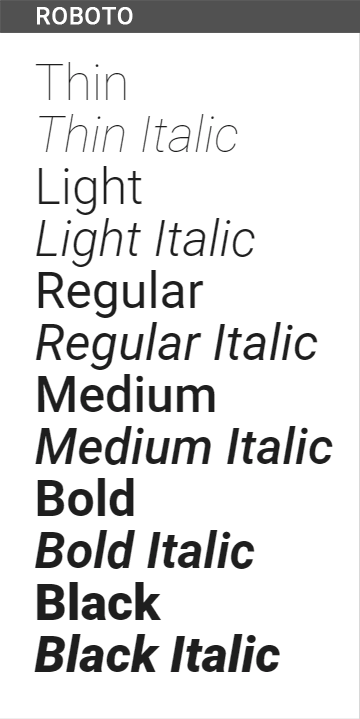 ROBOTO
Thin
Thin Italic
Light
Light Italic
Regular
Regular Italic
Medium
Medium Italic
Bold
Bold Italic
Black
Black Italic